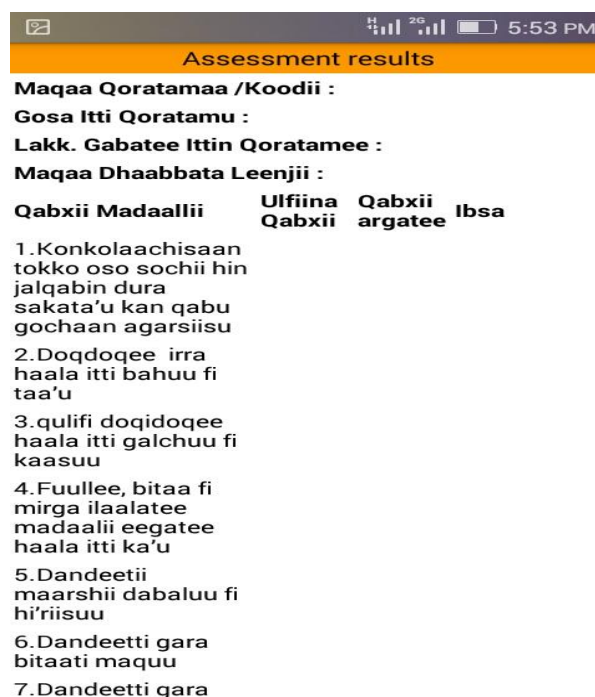 H 2G 5:53 PM
Assessment results
Maqaa Qoratamaa /Koodii :
Gosa Itti Qoratamu :
Lakk. Gabatee Ittin Qoratamee :
Maqaa Dhaabbata Leenjii :
Qabxii Madaallii Ulfiina Qabxii Qabxii argatee Ibsa
1.Konkolaachisaan
tokko oso sochii hin
jalqabin dura
sakata'u kan qabu
gochaan agarsiisu
2.Doqdoqee irra
haala itti bahuu fi
taa'u
3.qulifi doqidoqee
haala itti galchuu fi
kaasuu
4.Fuullee, bitaa fi
mirga ilaalatee
madaalii eegatee
haala itti ka'u
5.Dandeetii
maarshii dabaluu fi
hi'riisuu
6.Dandeetti gara
bitaati maquu
7.Dandeetti gara